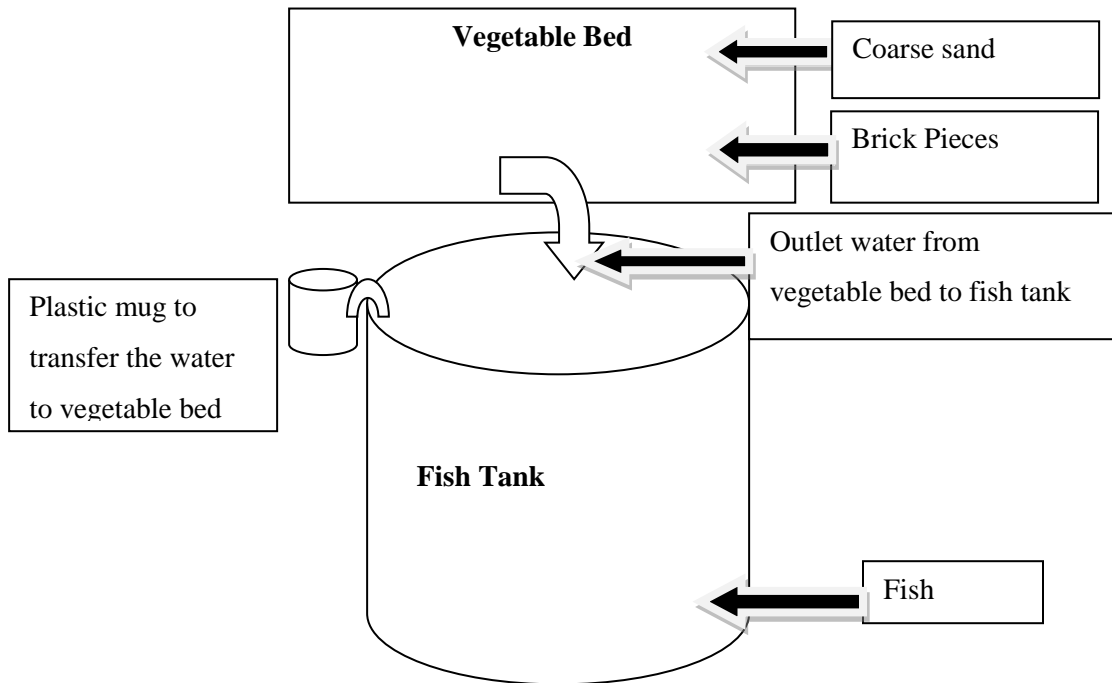 Vegetable Bed
Coarse sand
Brick Pieces
Outlet water from
vegetable bed to fish tank
Plastic mug to
transfer the water
to vegetable bed
Fish Tank
Fish